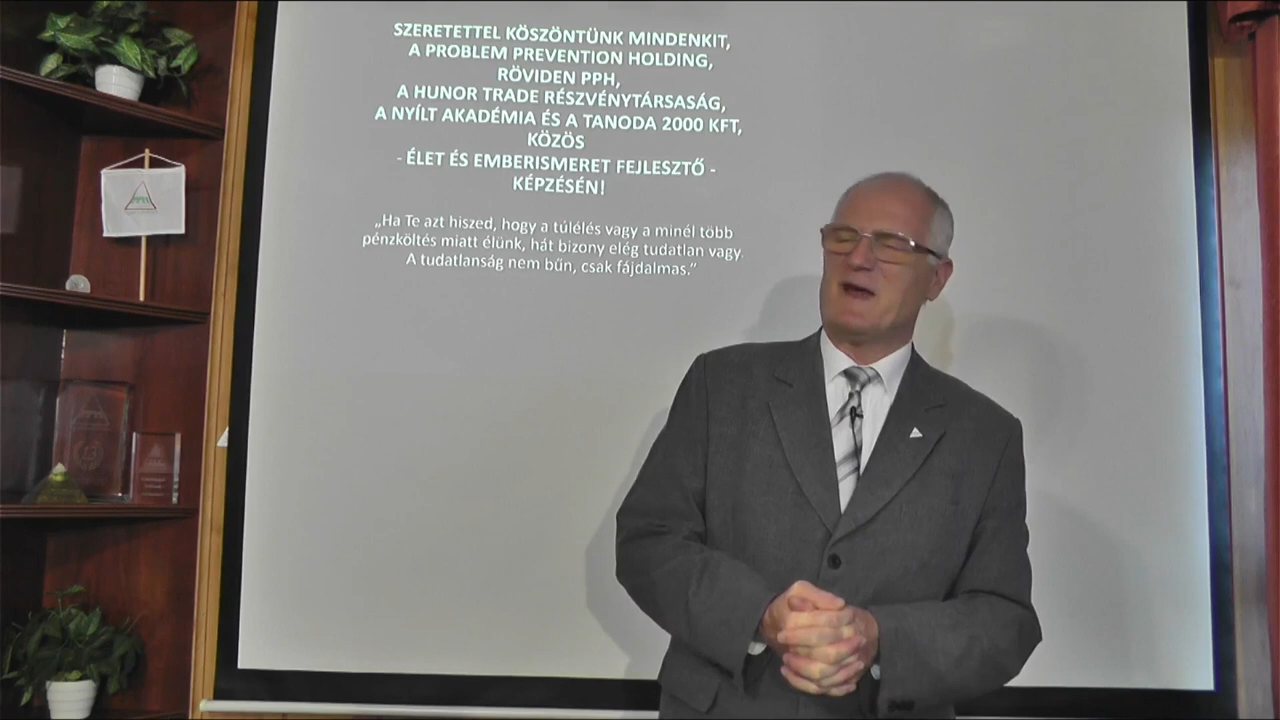 SZERETETTEL KÖSZÖNTÜNK MINDENKIT,
A PROBLEM PREVENTION HOLDING,
RÖVIDEN PPH,
A HUNOR TRADE RÉSZVÉNYTÁRSASÁG,
A NYÍLT AKADÉMIA ÉS A TANODA 2000 KFT,
KÖZÖS
- ÉLET ÉS EMBERISMERET FEJLESZTŐ -
KÉPZÉSÉN!
„Ha Te azt hiszed, hogy a túlélés vagy a minél több
pénzköltés miatt élünk, hát bizony elég tudatlan vagy.
A tudatlanság nem bűn, csak fájdalmas.”
13